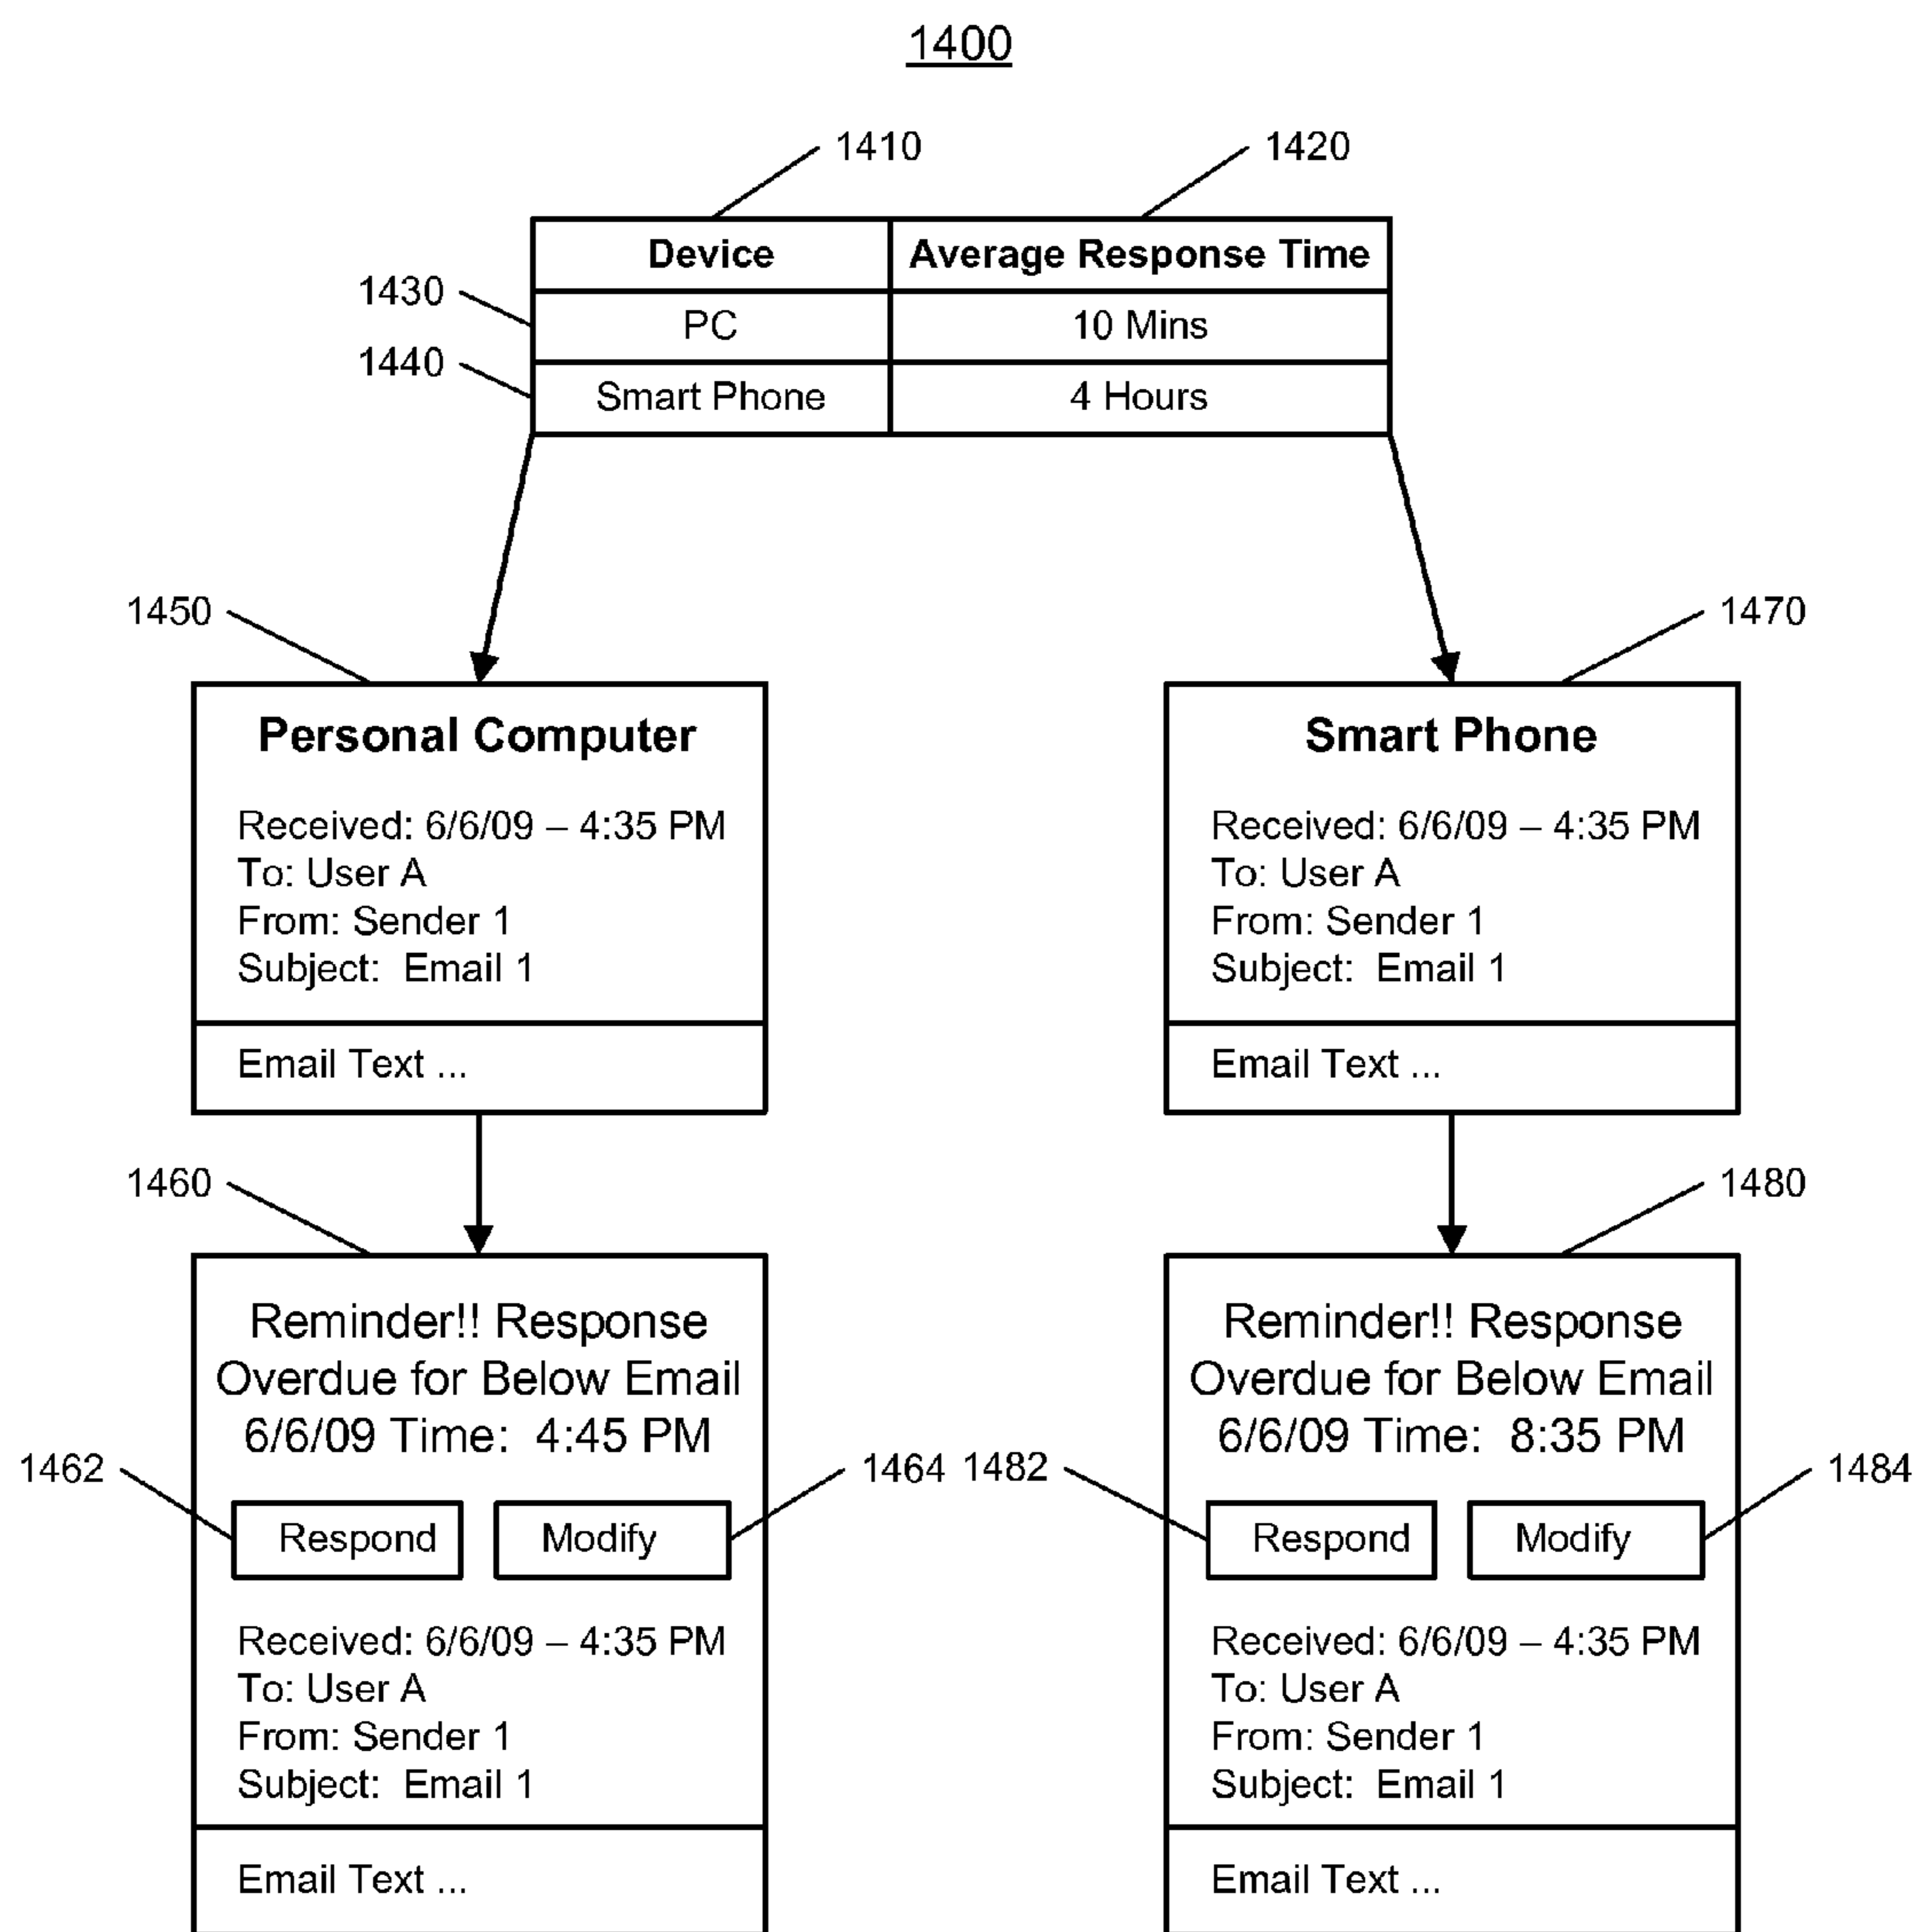 1400
1410
1420
Device Average Response Time
1430
PC 10 Mins
1440
Smart Phone 4 Hours
1450
Personal Computer
Received: 6/6/09 – 4:35 PM
To: User A
From: Sender 1
Subject: Email 1
Email Text ...
1470
Smart Phone
Received: 6/6/09 – 4:35 PM
To: User A
From: Sender 1
Subject: Email 1
Email Text ...
1460
Reminder!! Response
Overdue for Below Email
6/6/09 Time: 4:45 PM
1462
1464
Respond Modify
Received: 6/6/09 – 4:35 PM
To: User A
From: Sender 1
Subject: Email 1
Email Text ...
1480
Reminder!! Response
Overdue for Below Email
6/6/09 Time: 8:35 PM
1482
1484
Respond Modify
Received: 6/6/09 – 4:35 PM
To: User A
From: Sender 1
Subject: Email 1
Email Text ...